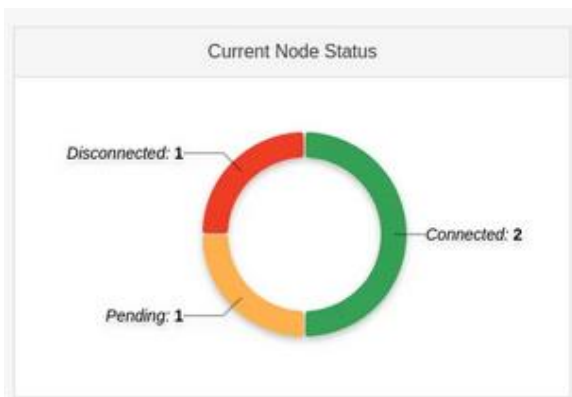 Current Node Status
Disconnected: 1
Connected: 2
Pending: 1